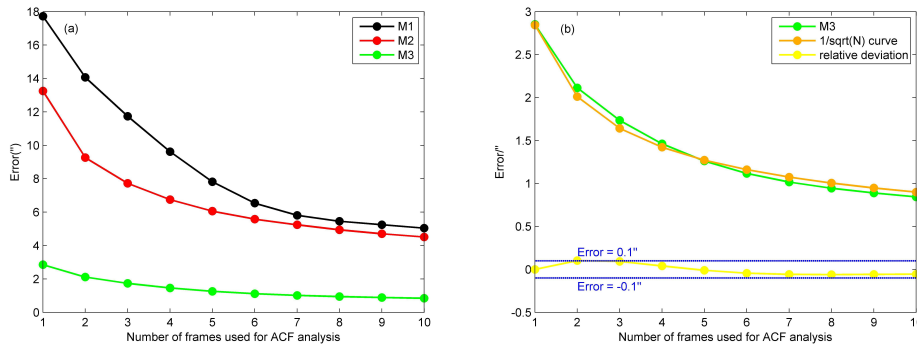 (a)
M1
M2
M3
18
16
14
12
10
8
6
4
2
0
Error(")
1 2 3 4 5 6 7 8 9 10
Number of frames used for ACF analysis
(b)
M3
1/sqrt(N) curve
relative deviation
3
2.5
2
1.5
1
0.5
0
-0.5
Error/"
Error = 0.1"
Error = -0.1"
1 2 3 4 5 6 7 8 9 10
Number of frames used for ACF analysis